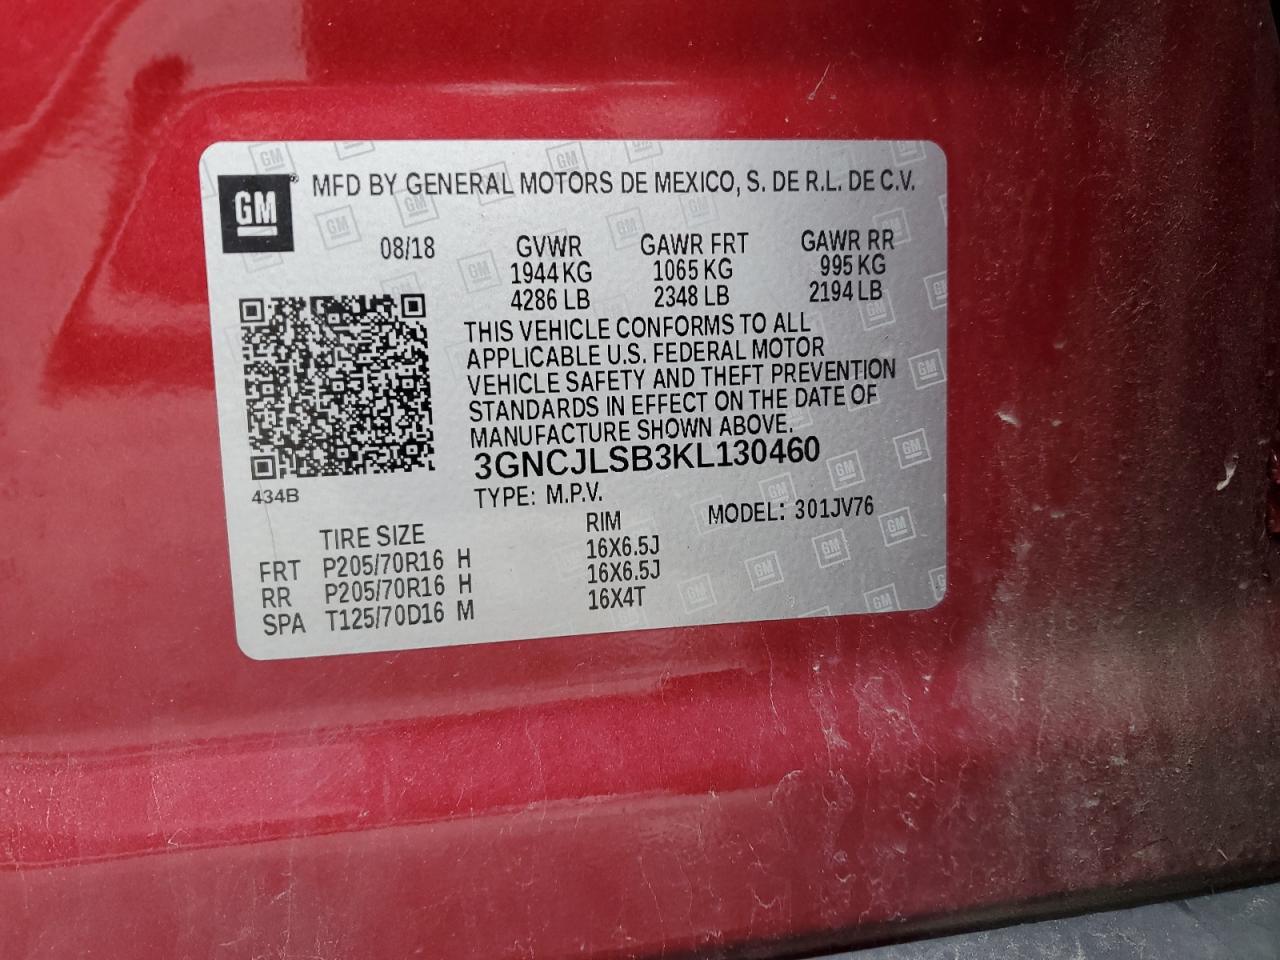 GM
MFD BY GENERAL MOTORS DE MEXICO, S. DE R.L. DE C.V.
08/18 GVWR GAWR FRT GAWR RR
1944 KG 1065 KG 995 KG
4286 LB 2348 LB 2194 LB
THIS VEHICLE CONFORMS TO ALL
APPLICABLE U.S. FEDERAL MOTOR
VEHICLE SAFETY AND THEFT PREVENTION
STANDARDS IN EFFECT ON THE DATE OF
MANUFACTURE SHOWN ABOVE.
3GNCJLSB3KL130460
434B
TYPE: M.P.V. MODEL: 301JV76
TIRE SIZE RIM
FRT P205/70R16 H 16X6.5J
RR P205/70R16 H 16X6.5J
SPA T125/70D16 M 16X4T